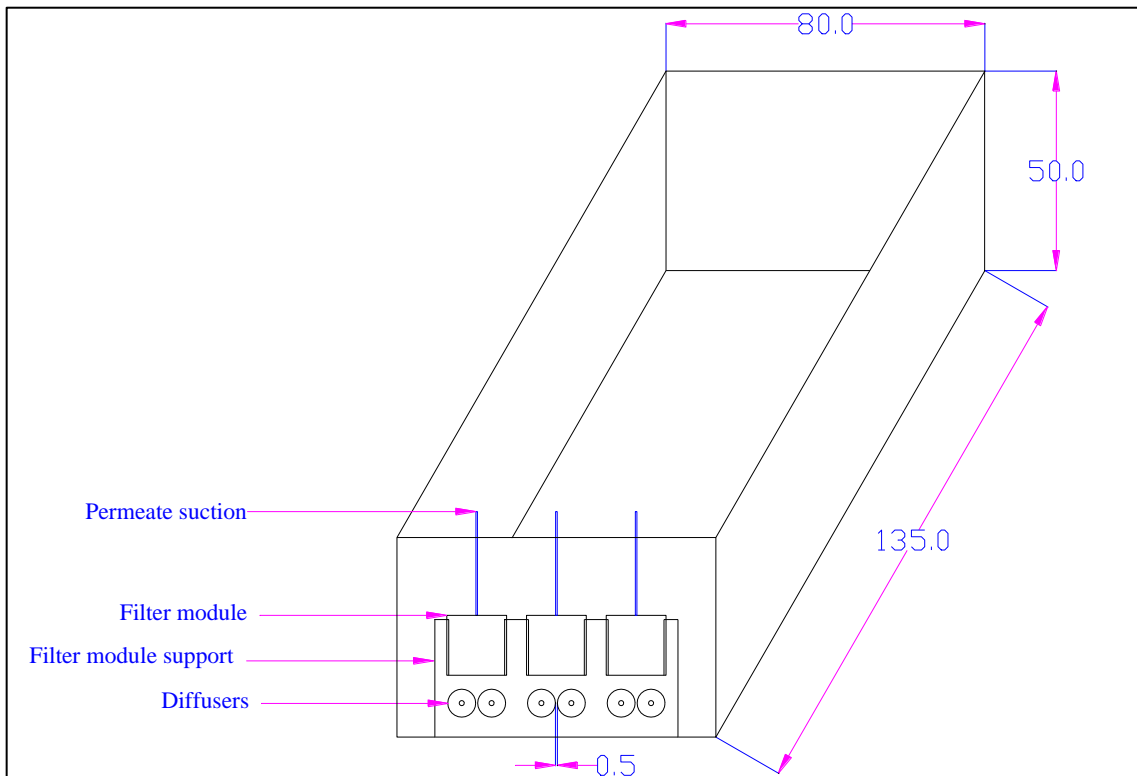 80.0
50.0
Permeate suction
135.0
Filter module
Filter module support
Diffusers
0.5